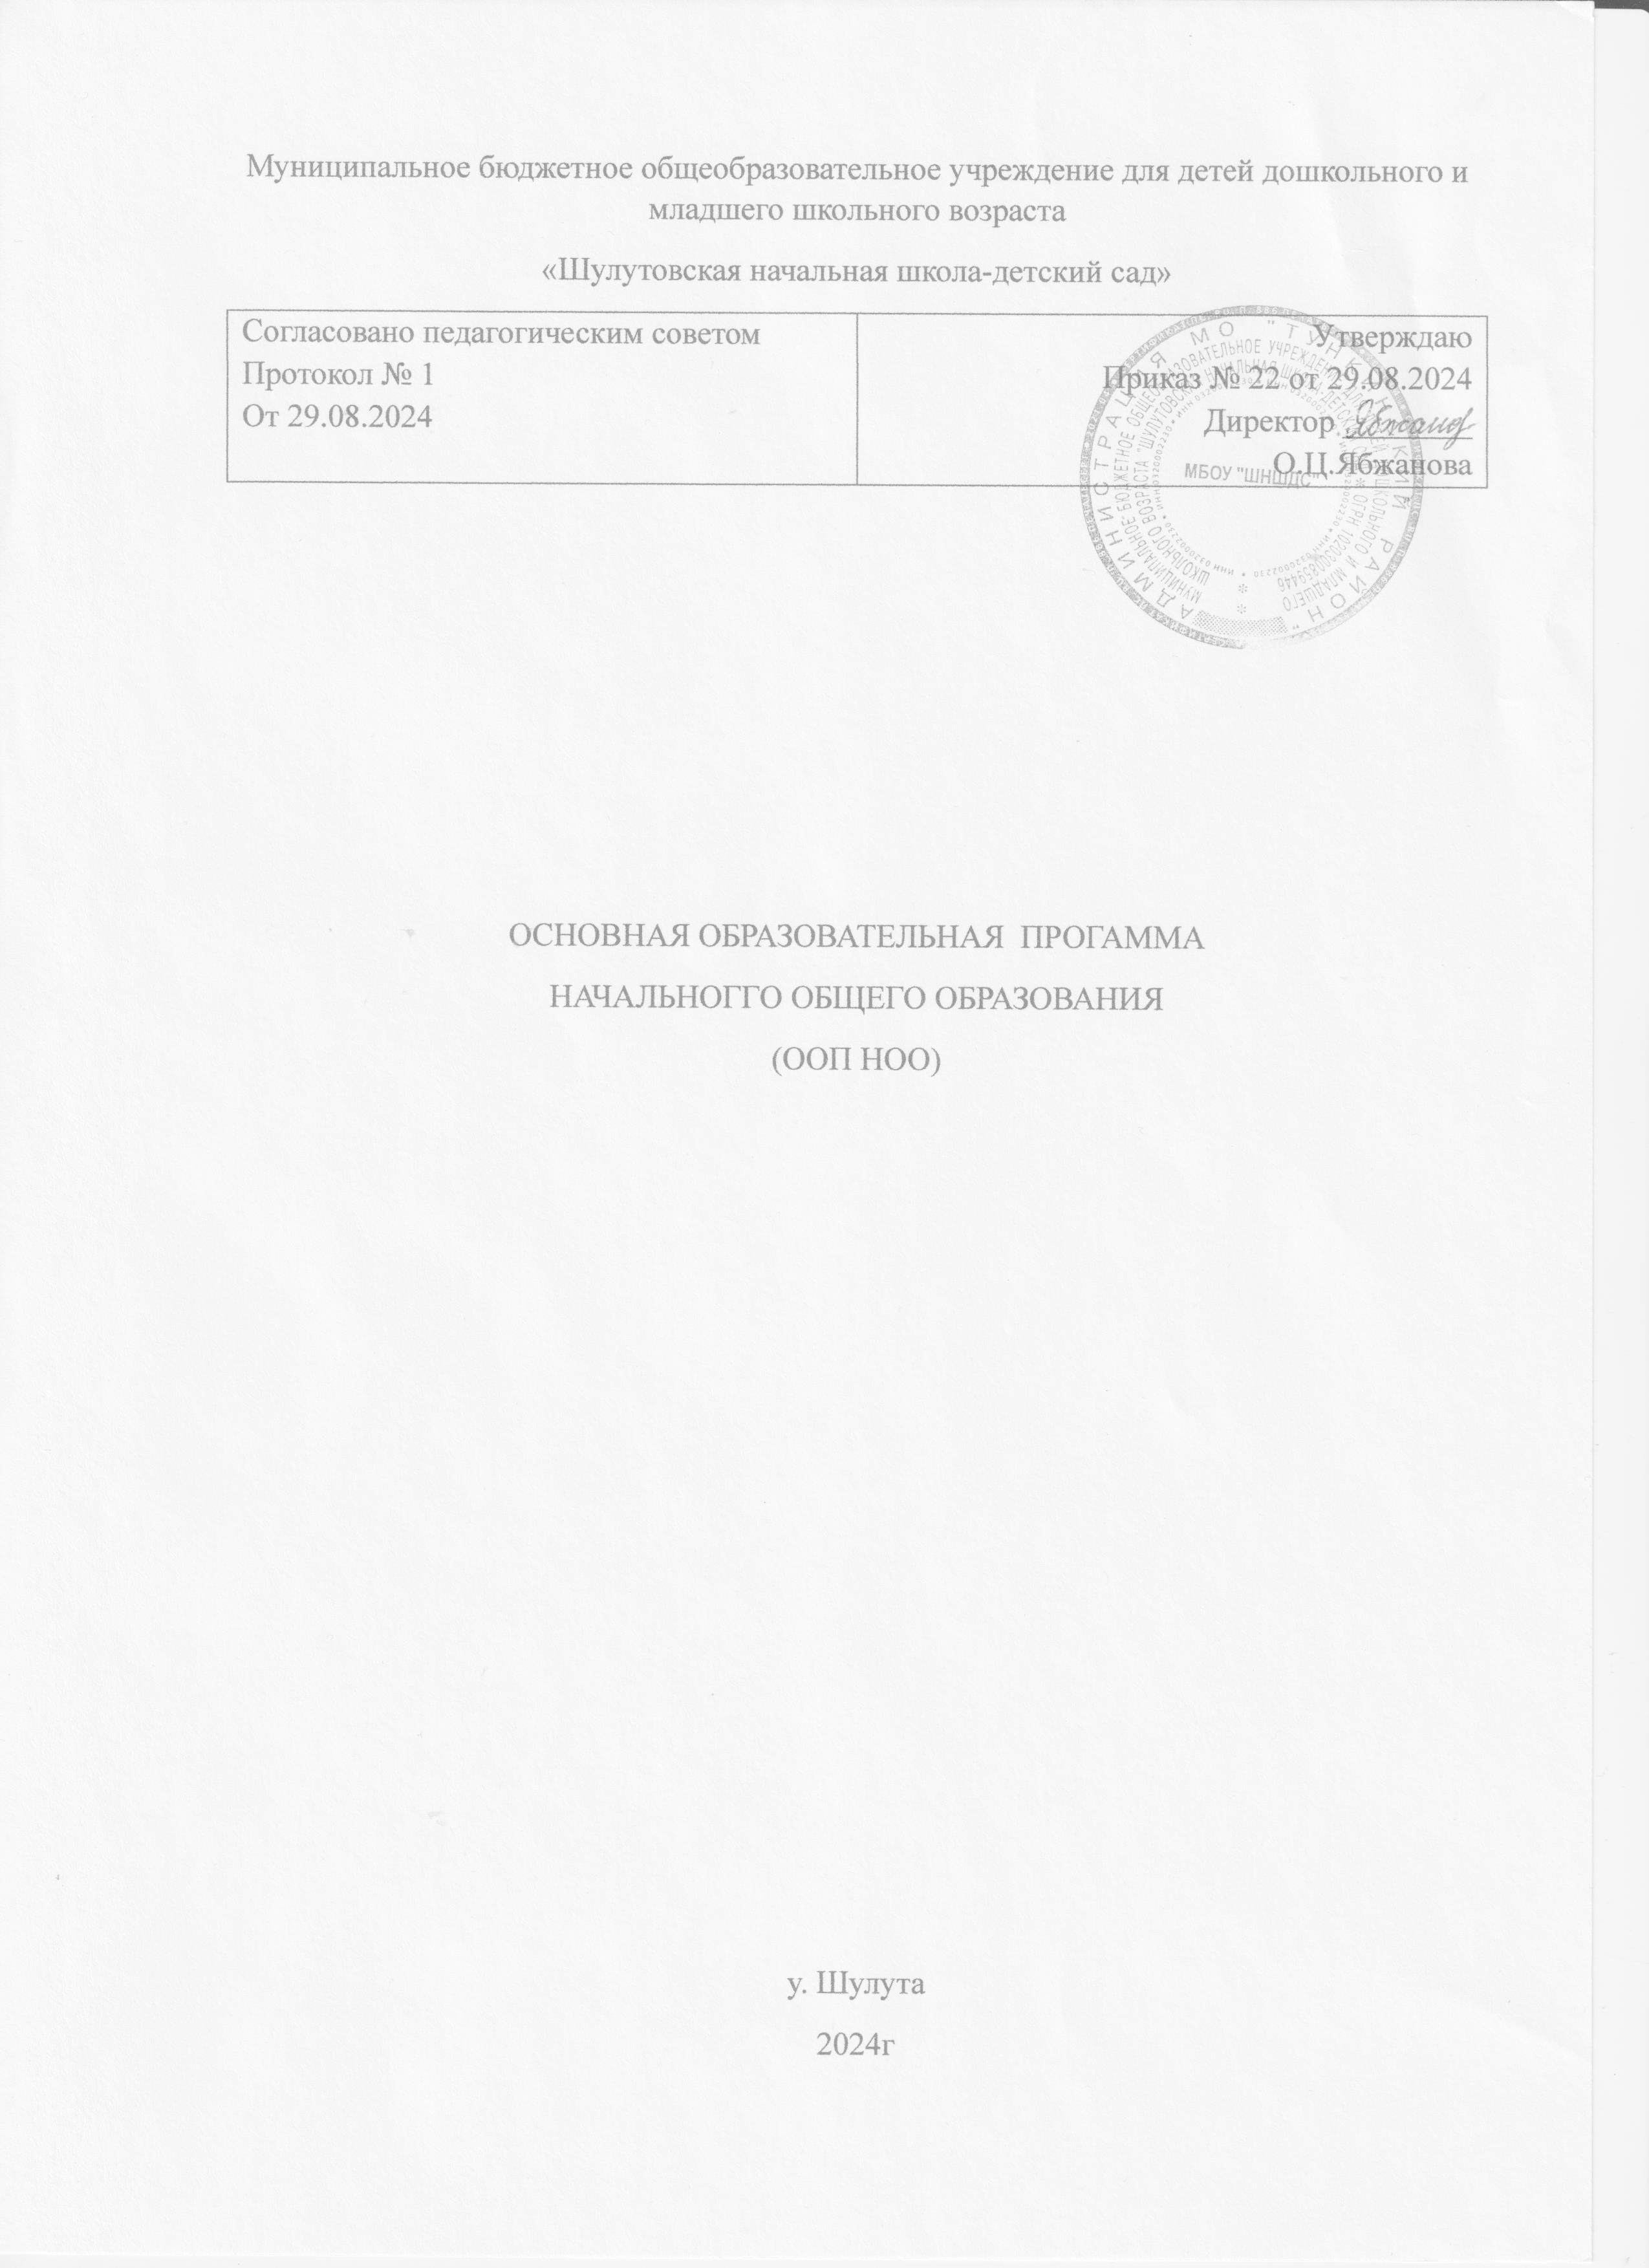 Муниципальное бюджетное общеобразовательное учреждение для детей дошкольного и
младшего школьного возраста
«Шулутовская начальная школа-детский сад»
Согласовано педагогическим советом
Протокол № 1
От 29.08.2024
Утверждаю
Приказ № 22 от 29.08.2024
Директор
О.Ц.Ябжанова
МБОУ "ШНШДС"
ОСНОВНАЯ ОБРАЗОВАТЕЛЬНАЯ ПРОГАММА
НАЧАЛЬНОГГО ОБЩЕГО ОБРАЗОВАНИЯ
(ООП НОО)
у. Шулута
2024г